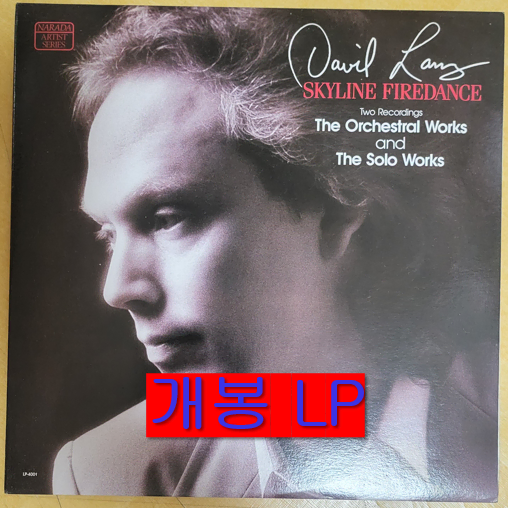 NARADA
ARTIST
SERIES
David Lanz
SKYLINE FIREDANCE
Two Recordings
The Orchestral Works
and
The Solo Works
개봉 LP
LP-4001